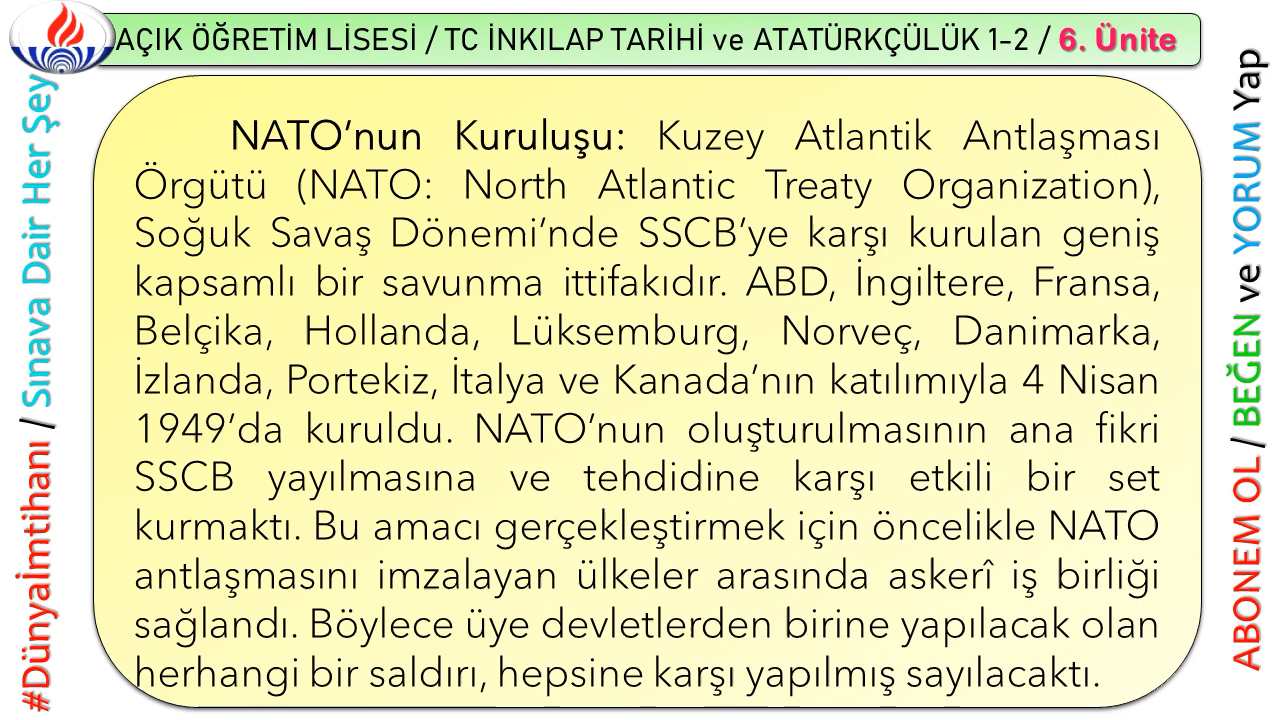 AÇIK ÖĞRETİM LİSESİ / TC İNKILAP TARİHİ ve ATATÜRKÇÜLÜK 1-2 / 6. Ünite
#Dünyaİmtihanı / Sınava Dair Her Şey
NATO’nun Kuruluşu: Kuzey Atlantik Antlaşması
Örgütü (NATO: North Atlantic Treaty Organization),
Soğuk Savaş Dönemi’nde SSCB’ye karşı kurulan geniş
kapsamlı bir savunma ittifakıdır. ABD, İngiltere, Fransa,
Belçika, Hollanda, Lüksemburg, Norveç, Danimarka,
İzlanda, Portekiz, İtalya ve Kanada’nın katılımıyla 4 Nisan
1949’da kuruldu. NATO’nun oluşturulmasının ana fikri
SSCB yayılmasına ve tehdidine karşı etkili bir set
kurmaktı. Bu amacı gerçekleştirmek için öncelikle NATO
antlaşmasını imzalayan ülkeler arasında askerî iş birliği
sağlandı. Böylece üye devletlerden birine yapılacak olan
herhangi bir saldırı, hepsine karşı yapılmış sayılacaktı.
ABONEM OL / BEĞEN ve YORUM Yap